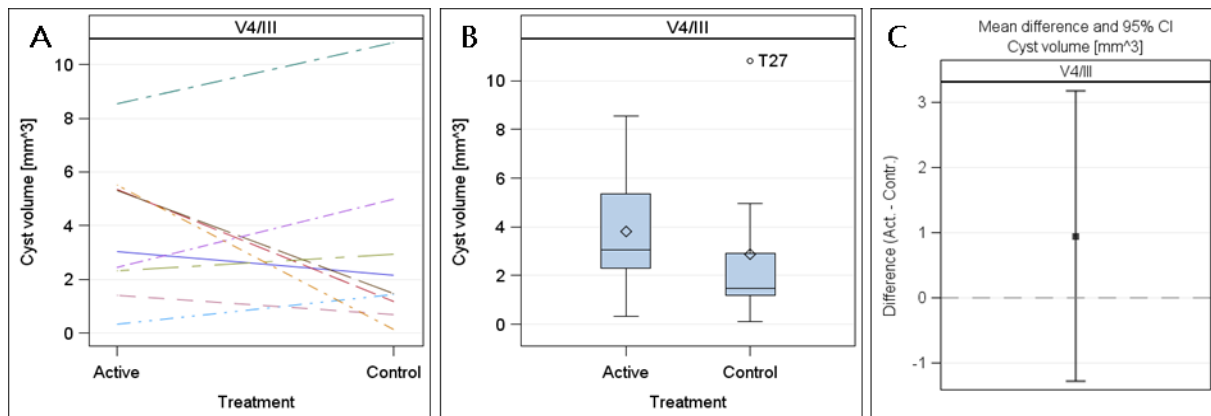 A
V4/III
Cyst volume [mm^3]
10
8
6
4
2
0
Active
Control
Treatment
B
V4/III
Cyst volume [mm^3]
10
8
6
4
2
0
T27
Active
Control
Treatment
C
Mean difference and 95% CI
Cyst volume [mm^3]
V4/III
Difference (Act. - Contr.)
3
2
1
0
-1